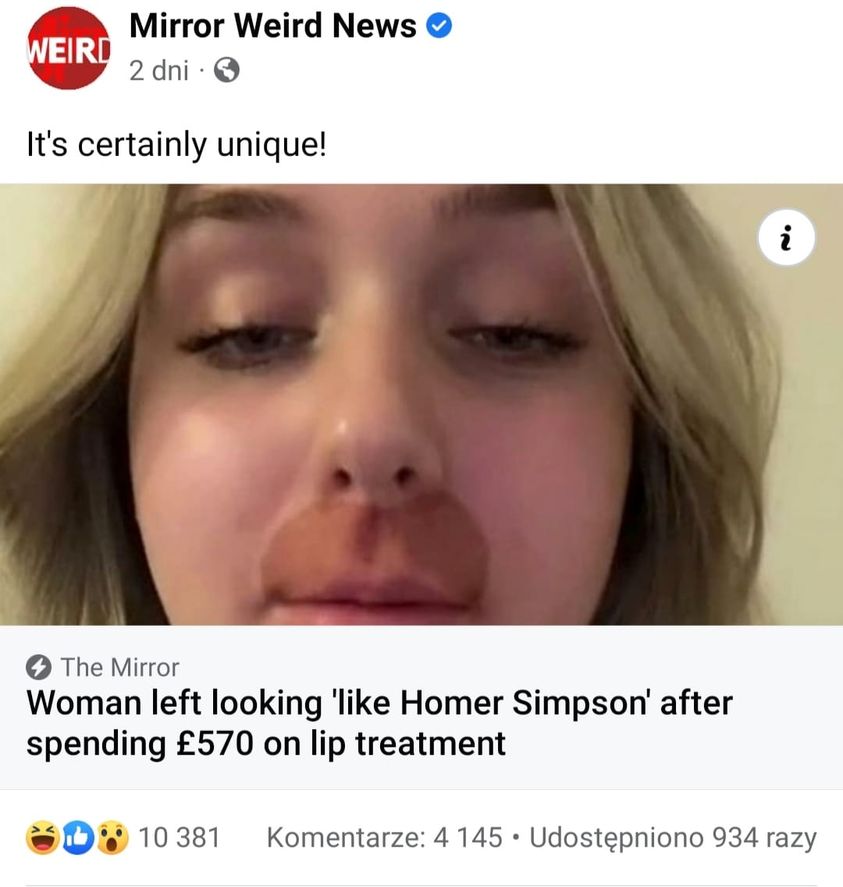 WEIRD
Mirror Weird News
2 dni ·
It's certainly unique!
i
The Mirror
Woman left looking 'like Homer Simpson' after
spending £570 on lip treatment
10 381 Komentarze: 4 145 • Udostępniono 934 razy